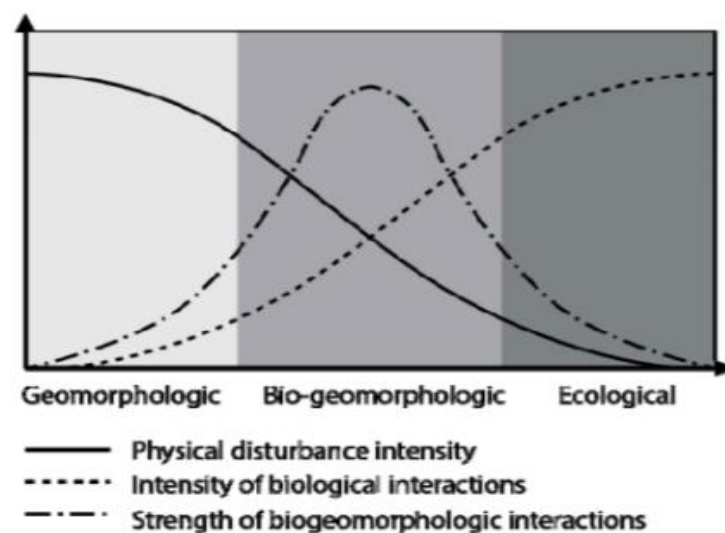 Geomorphologic Bio-geomorphologic Ecological
Physical disturbance intensity
Intensity of biological interactions
Strength of biogeomorphologic interactions